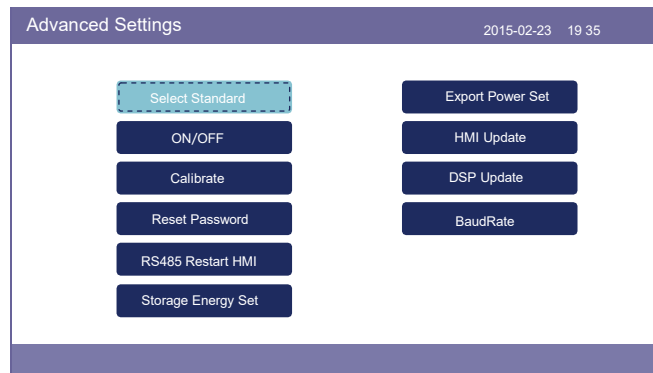 Advanced Settings
2015-02-23 19 35
Select Standard
ON/OFF
Calibrate
Reset Password
RS485 Restart HMI
Storage Energy Set
Export Power Set
HMI Update
DSP Update
BaudRate